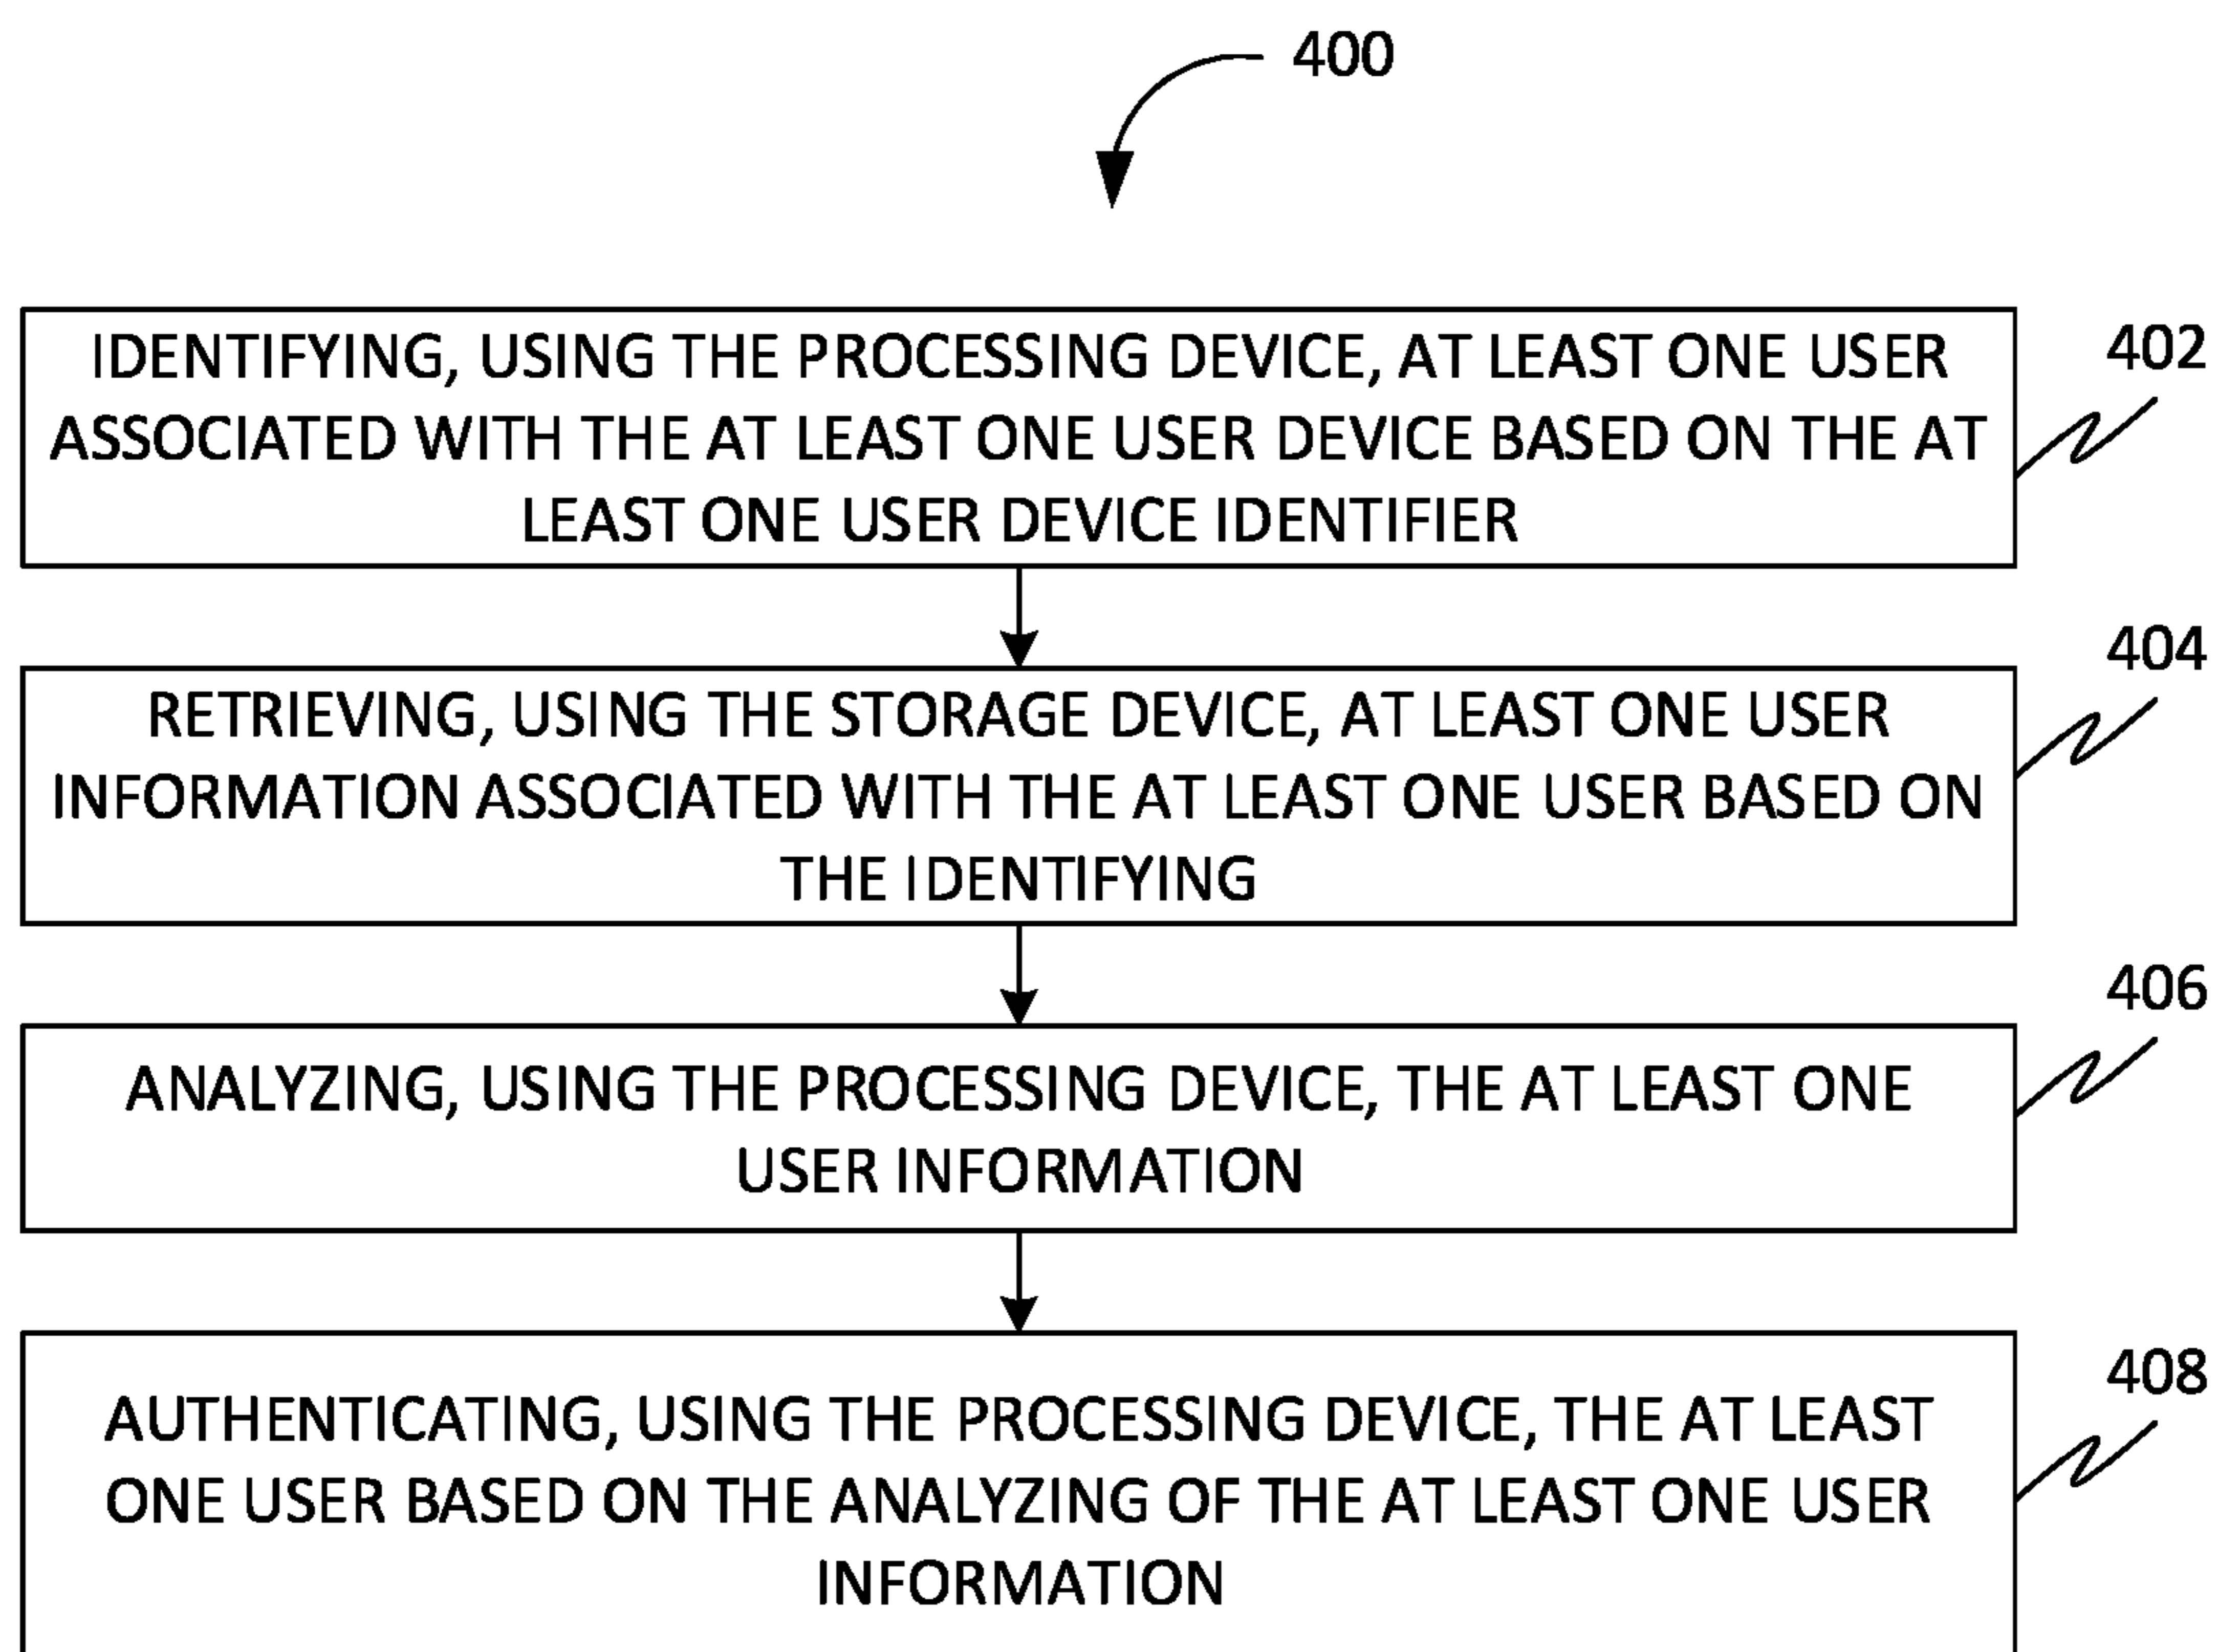 400
IDENTIFYING, USING THE PROCESSING DEVICE, AT LEAST ONE USER
ASSOCIATED WITH THE AT LEAST ONE USER DEVICE BASED ON THE AT
LEAST ONE USER DEVICE IDENTIFIER
402
RETRIEVING, USING THE STORAGE DEVICE, AT LEAST ONE USER
INFORMATION ASSOCIATED WITH THE AT LEAST ONE USER BASED ON
THE IDENTIFYING
404
ANALYZING, USING THE PROCESSING DEVICE, THE AT LEAST ONE
USER INFORMATION
406
AUTHENTICATING, USING THE PROCESSING DEVICE, THE AT LEAST
ONE USER BASED ON THE ANALYZING OF THE AT LEAST ONE USER
INFORMATION
408